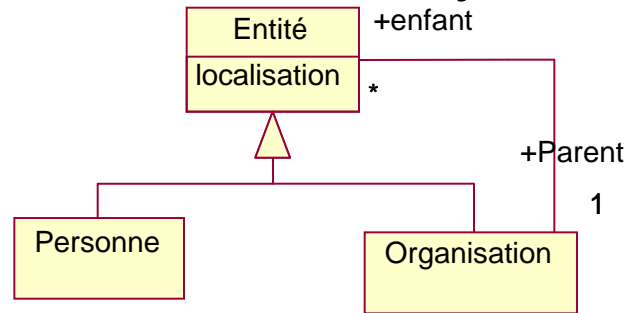 Entité
+enfant
localisation
*
+Parent
1
Personne
Organisation